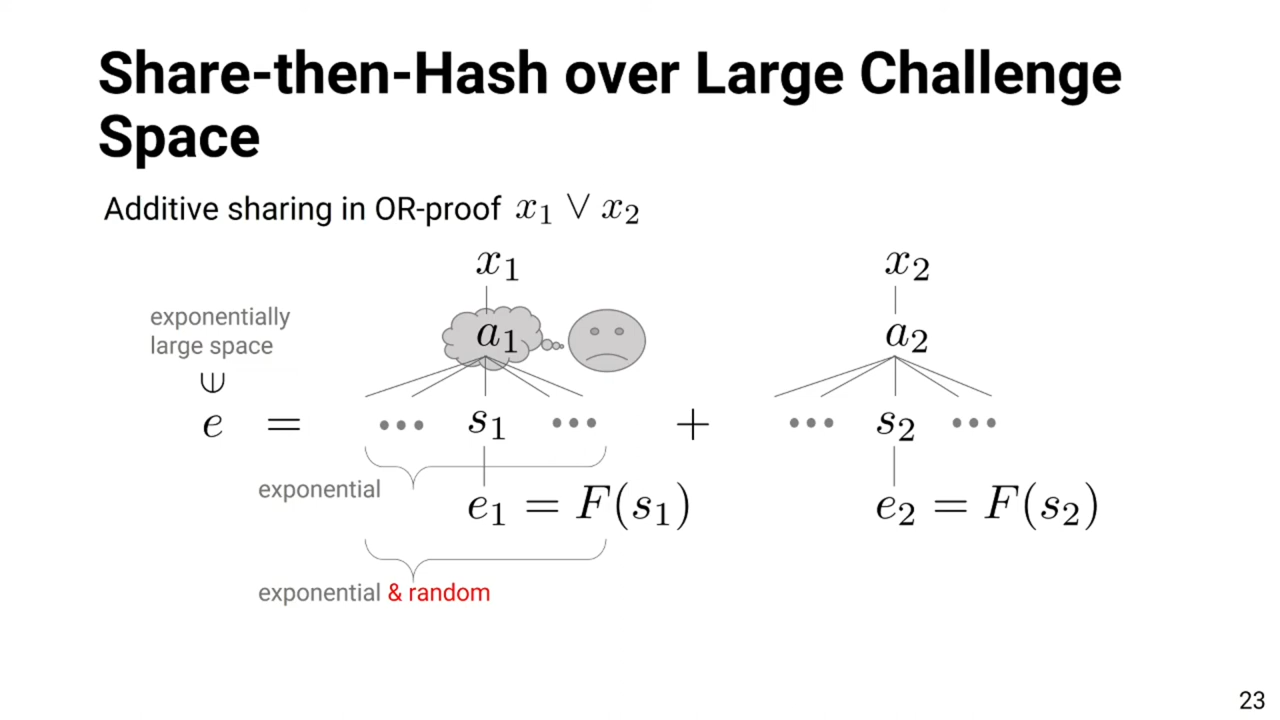 Share-then-Hash over Large Challenge
Space
Additive sharing in OR-proof x₁ ∨ x₂
x₁ x₂
exponentially
large space
a₁ a₂
∈
e = ••• s₁ ••• + ••• s₂ •••
exponential
e₁ = F(s₁) e₂ = F(s₂)
exponential & random
23